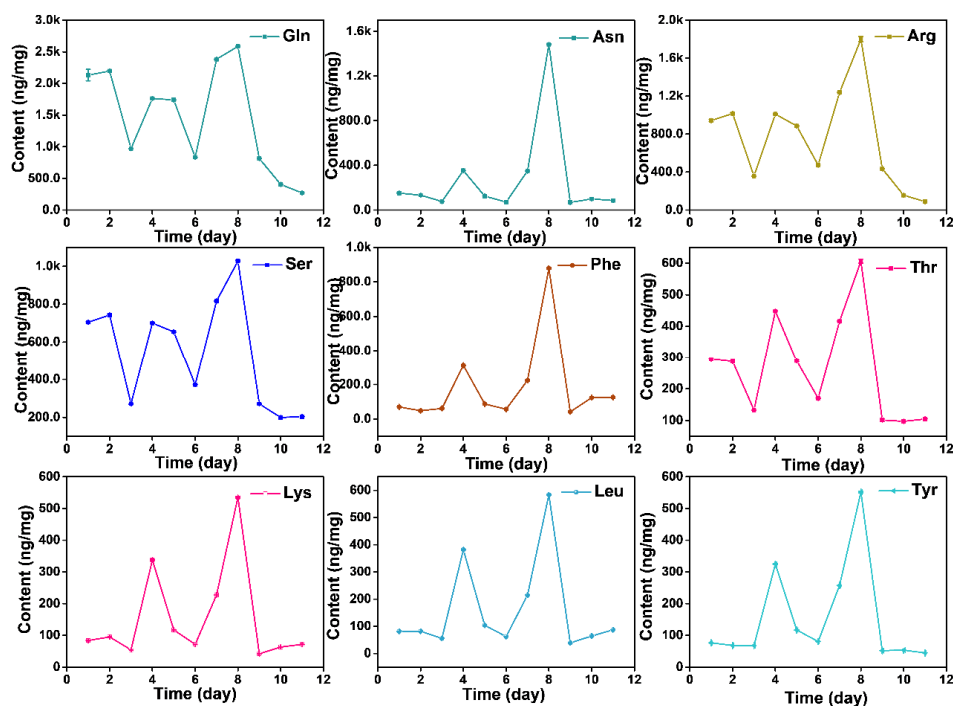 Gln
Content (ng/mg)
3.0k
2.5k
2.0k
1.5k
1.0k
500.0
0.0
0 2 4 6 8 10 12
Time (day)
Asn
Content (ng/mg)
1.6k
1.2k
800.0
400.0
0.0
0 2 4 6 8 10 12
Time (day)
Arg
Content (ng/mg)
1.8k
1.2k
800.0
400.0
0.0
0 2 4 6 8 10 12
Time (day)
Ser
Content (ng/mg)
1.0k
800.0
600.0
400.0
200.0
0 2 4 6 8 10 12
Time (day)
Phe
Content (ng/mg)
1.0k
800.0
600.0
400.0
200.0
0.0
0 2 4 6 8 10 12
Time (day)
Thr
Content (ng/mg)
600
500
400
300
200
100
0 2 4 6 8 10 12
Time (day)
Lys
Content (ng/mg)
600
500
400
300
200
100
0
0 2 4 6 8 10 12
Time (day)
Leu
Content (ng/mg)
600
500
400
300
200
100
0
0 2 4 6 8 10 12
Time (day)
Tyr
Content (ng/mg)
600
500
400
300
200
100
0
0 2 4 6 8 10 12
Time (day)